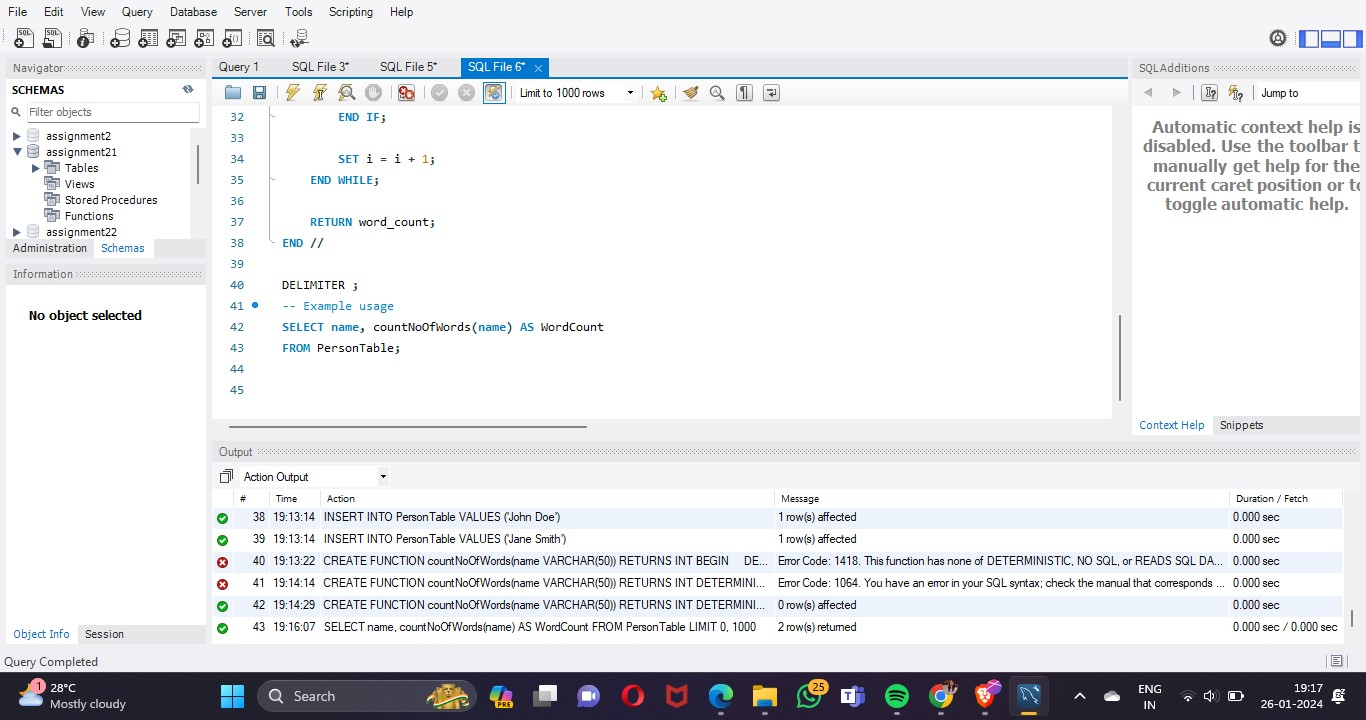 File Edit View Query Database Server Tools Scripting Help
Navigator
Query 1 SQL File 3* SQL File 5* SQL File 6*
SQLAdditions
SCHEMAS
Limit to 1000 rows
Jump to
Filter objects
assignment2
assignment21
Tables
Views
Stored Procedures
Functions
assignment22
Administration Schemas
Information
No object selected
32 END IF;
33
34 SET i = i + 1;
35 END WHILE;
36
37 RETURN word_count;
38 END //
39
40 DELIMITER ;
41 -- Example usage
42 SELECT name, countNoOfWords(name) AS WordCount
43 FROM PersonTable;
44
45
Automatic context help is
disabled. Use the toolbar t
manually get help for the
current caret position or to
toggle automatic help.
Context Help Snippets
Output
Action Output
# Time Action Message Duration / Fetch
38 19:13:14 INSERT INTO PersonTable VALUES ('John Doe') 1 row(s) affected 0.000 sec
39 19:13:14 INSERT INTO PersonTable VALUES ('Jane Smith') 1 row(s) affected 0.000 sec
40 19:13:22 CREATE FUNCTION countNoOfWords(name VARCHAR(50)) RETURNS INT BEGIN DE... Error Code: 1418. This function has none of DETERMINISTIC, NO SQL, or READS SQL DA... 0.000 sec
41 19:14:14 CREATE FUNCTION countNoOfWords(name VARCHAR(50)) RETURNS INT DETERMINI... Error Code: 1064. You have an error in your SQL syntax; check the manual that corresponds ... 0.000 sec
42 19:14:29 CREATE FUNCTION countNoOfWords(name VARCHAR(50)) RETURNS INT DETERMINI... 0 row(s) affected 0.000 sec
43 19:16:07 SELECT name, countNoOfWords(name) AS WordCount FROM PersonTable LIMIT 0, 1000 2 row(s) returned 0.000 sec / 0.000 sec
Object Info Session
Query Completed
1
28°C
Mostly cloudy
Search
PRE
25
ENG
IN
19:17
26-01-2024